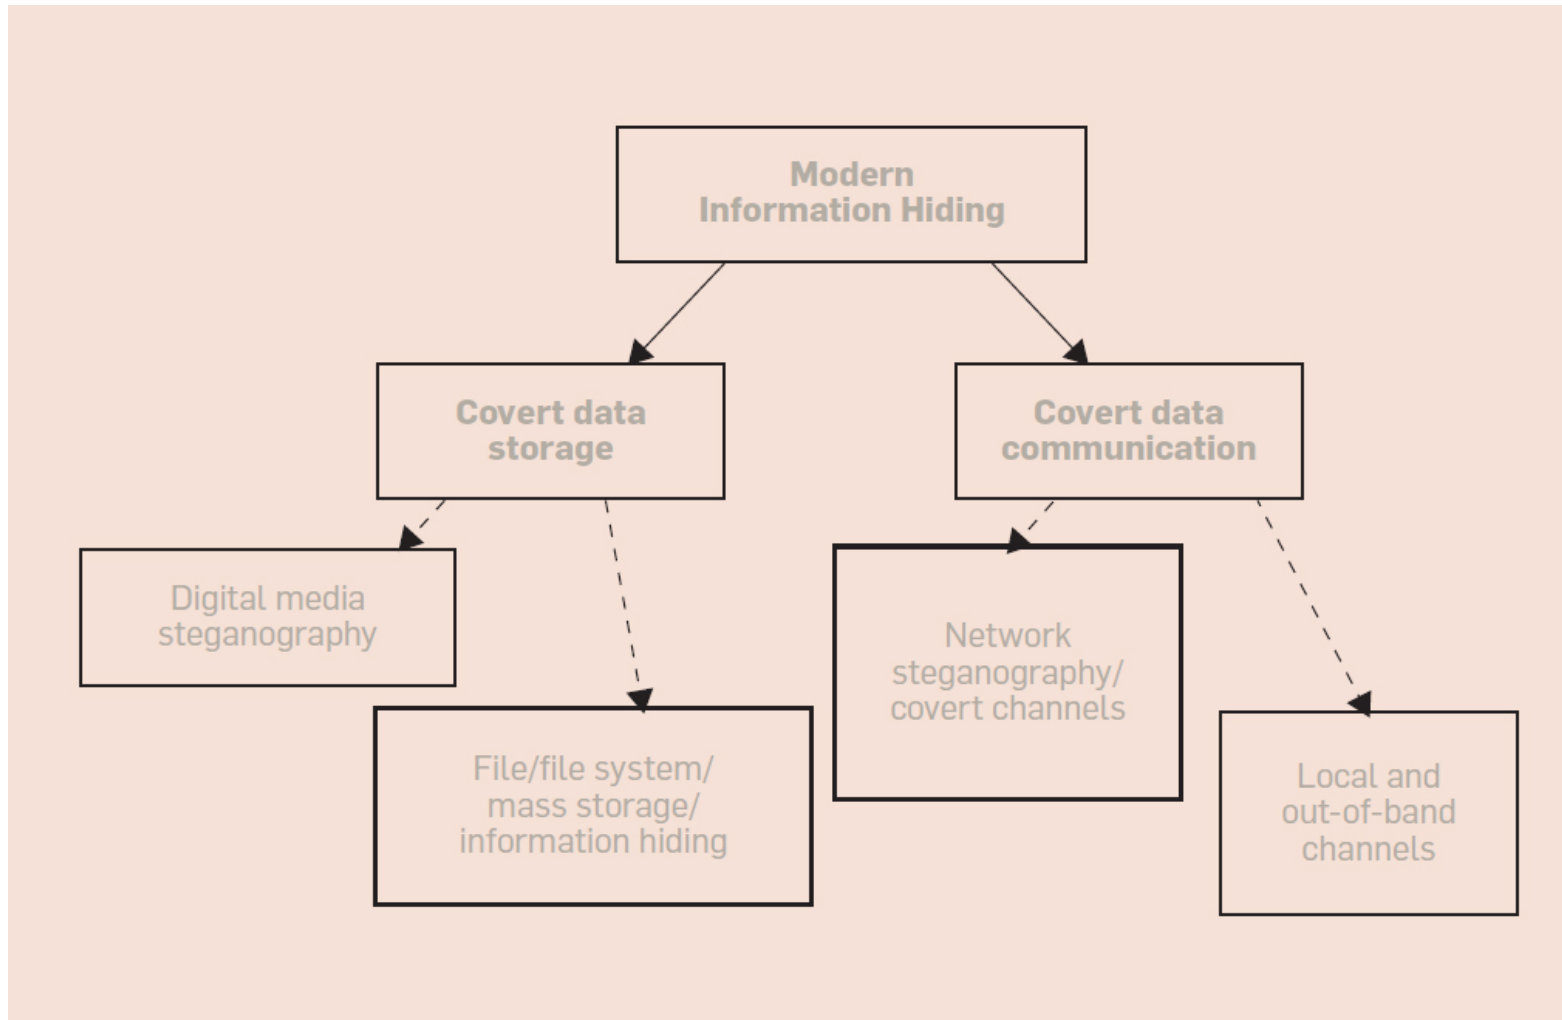 Modern
Information Hiding
Covert data
storage
Covert data
communication
Digital media
steganography
File/file system/
mass storage/
information hiding
Network
steganography/
covert channels
Local and
out-of-band
channels